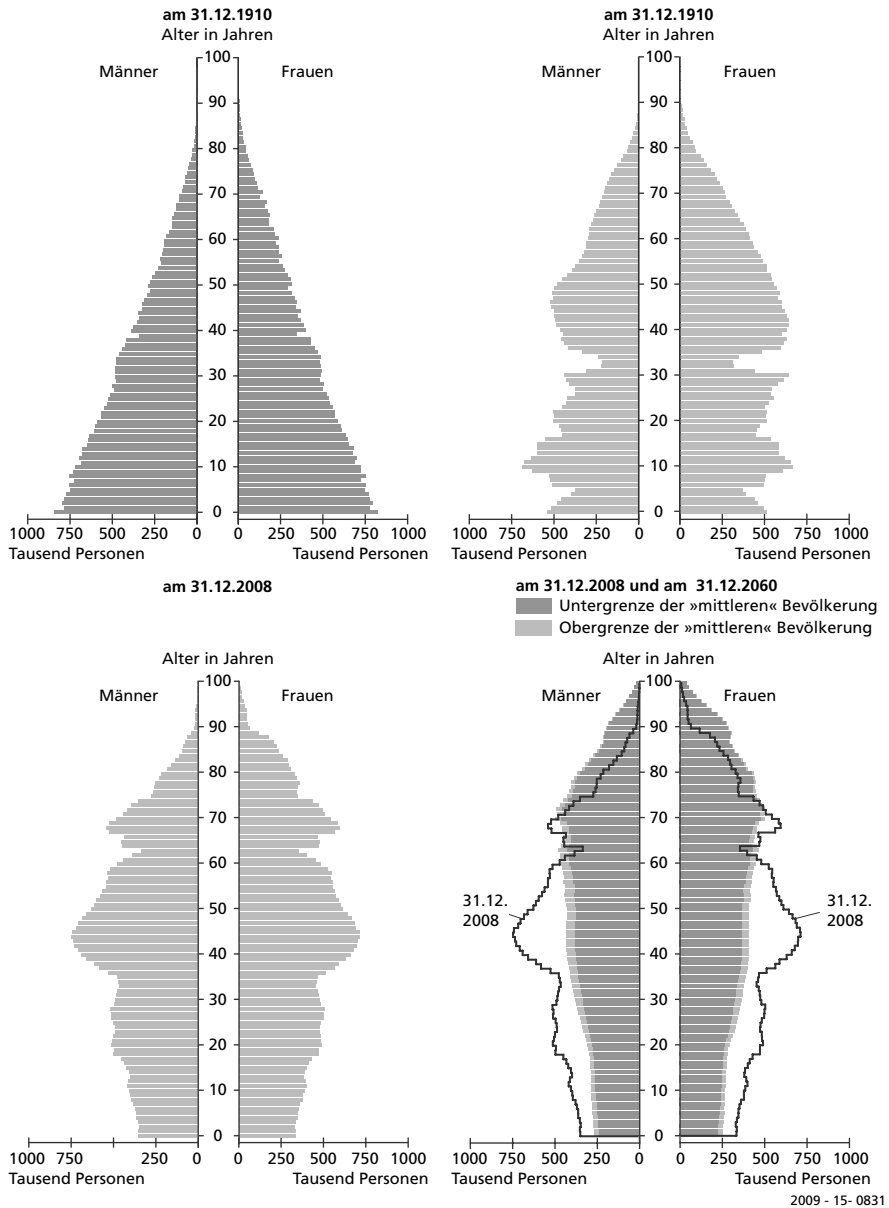 am 31.12.1910
Alter in Jahren
Männer
Frauen
100
90
80
70
60
50
40
30
20
10
0
1000 750 500 250 0
0 250 500 750 1000
Tausend Personen
Tausend Personen
am 31.12.1910
Alter in Jahren
Männer
Frauen
100
90
80
70
60
50
40
30
20
10
0
1000 750 500 250 0
0 250 500 750 1000
Tausend Personen
Tausend Personen
am 31.12.2008
Alter in Jahren
Männer
Frauen
100
90
80
70
60
50
40
30
20
10
0
1000 750 250 0
0 250 500 750 1000
Tausend Personen
Tausend Personen
am 31.12.2008 und am 31.12.2060
Untergrenze der »mittleren« Bevölkerung
Obergrenze der »mittleren« Bevölkerung
Alter in Jahren
Männer
Frauen
100
90
80
70
60
50
40
30
20
10
0
31.12.
2008
31.12.
2008
1000 750 500 250 0
0 250 500 750 1000
Tausend Personen
Tausend Personen
2009 - 15- 0831